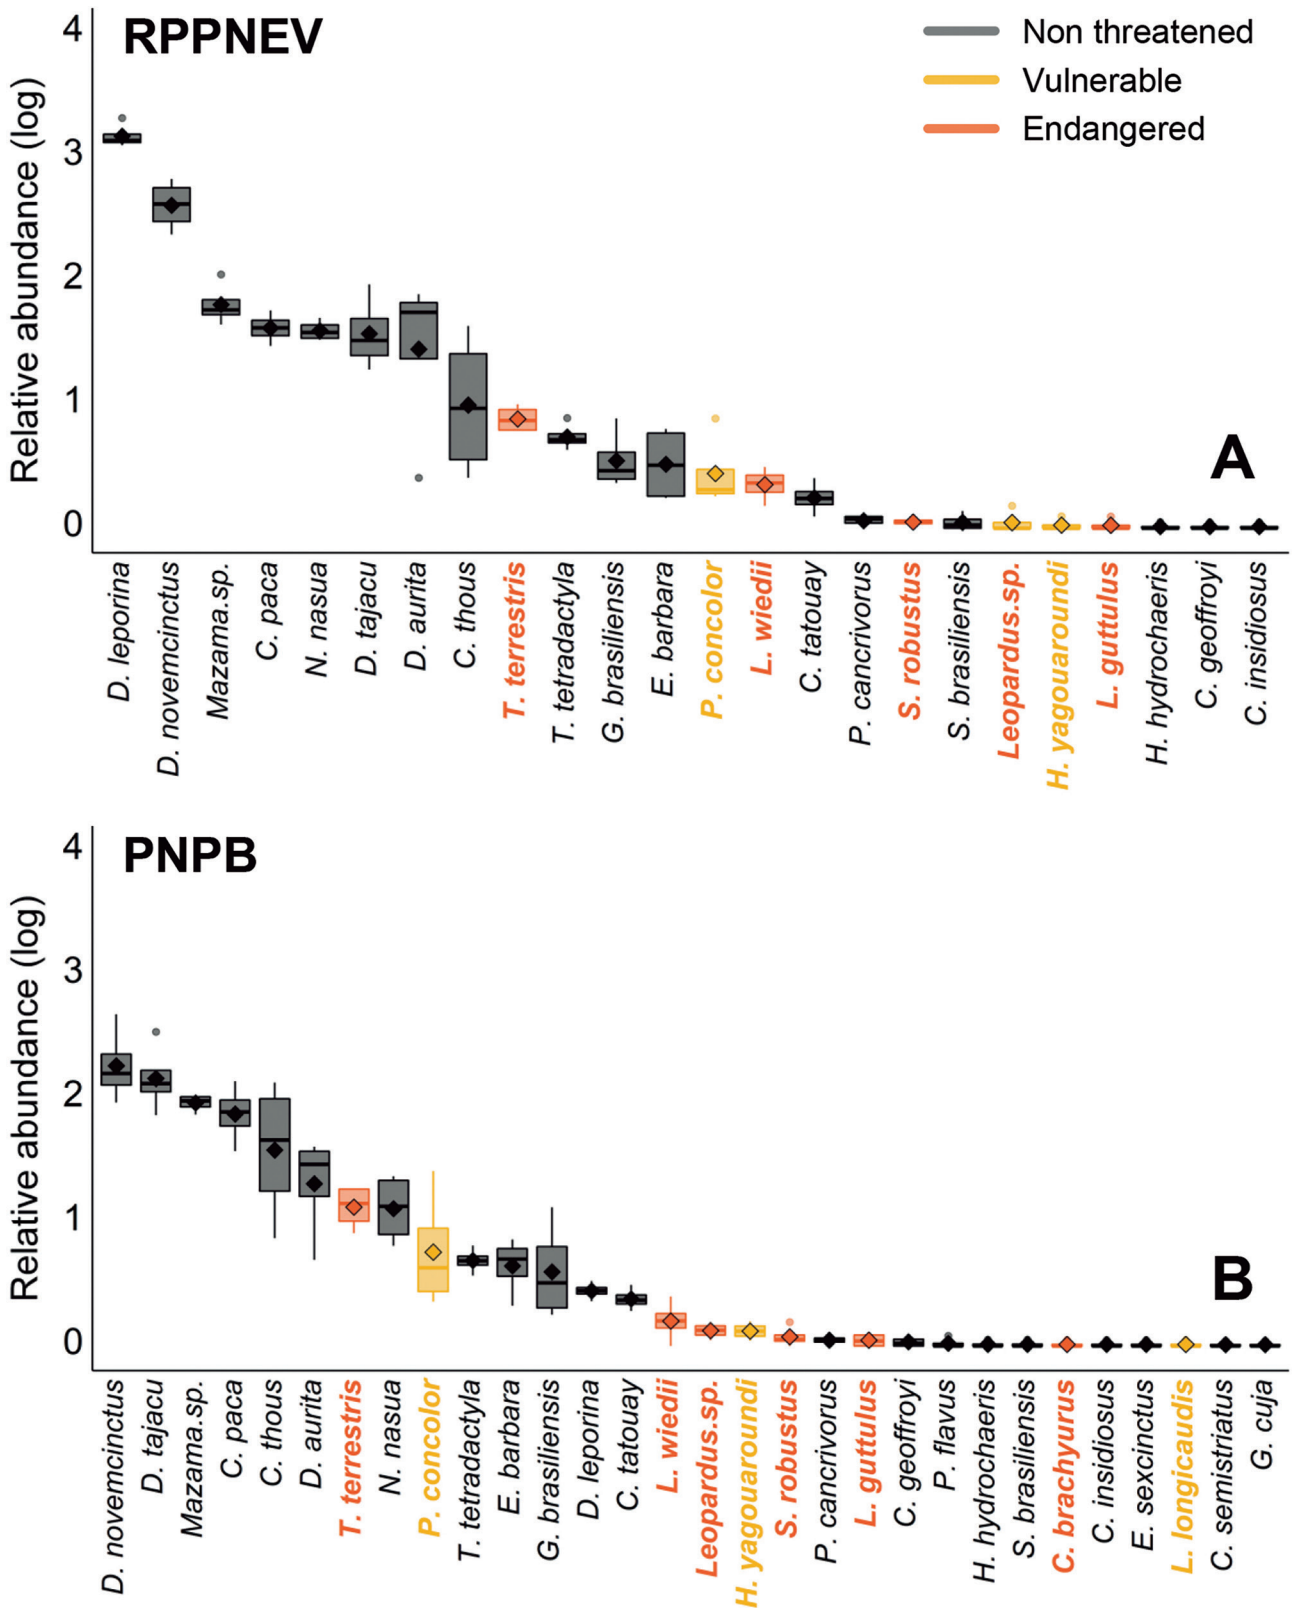 RPPNEV
Non threatened
Vulnerable
Endangered
Relative abundance (log)
4
3
2
1
0
A
D. leporina
D. novemcinctus
Mazama.sp.
C. paca
N. nasua
D. tajacu
D. aurita
C. thous
T. terrestris
T. tetradactyla
G. brasiliensis
E. barbara
P. concolor
L. wiedii
C. tatouay
P. cancrivorus
S. robustus
S. brasiliensis
Leopardus.sp.
H. yagouaroundi
L. guttulus
H. hydrochaeris
C. geoffroyi
C. insidiosus
PNPB
Relative abundance (log)
4
3
2
1
0
B
D. novemcinctus
D. tajacu
Mazama.sp.
C. paca
C. thous
D. aurita
T. terrestris
N. nasua
P. concolor
T. tetradactyla
E. barbara
G. brasiliensis
D. leporina
C. tatouay
L. wiedii
Leopardus.sp.
H. yagouaroundi
S. robustus
P. cancrivorus
L. guttulus
C. geoffroyi
P. flavus
H. hydrochaeris
S. brasiliensis
C. brachyurus
C. insidiosus
E. sexcinctus
L. longicaudis
C. semistriatus
G. cuja